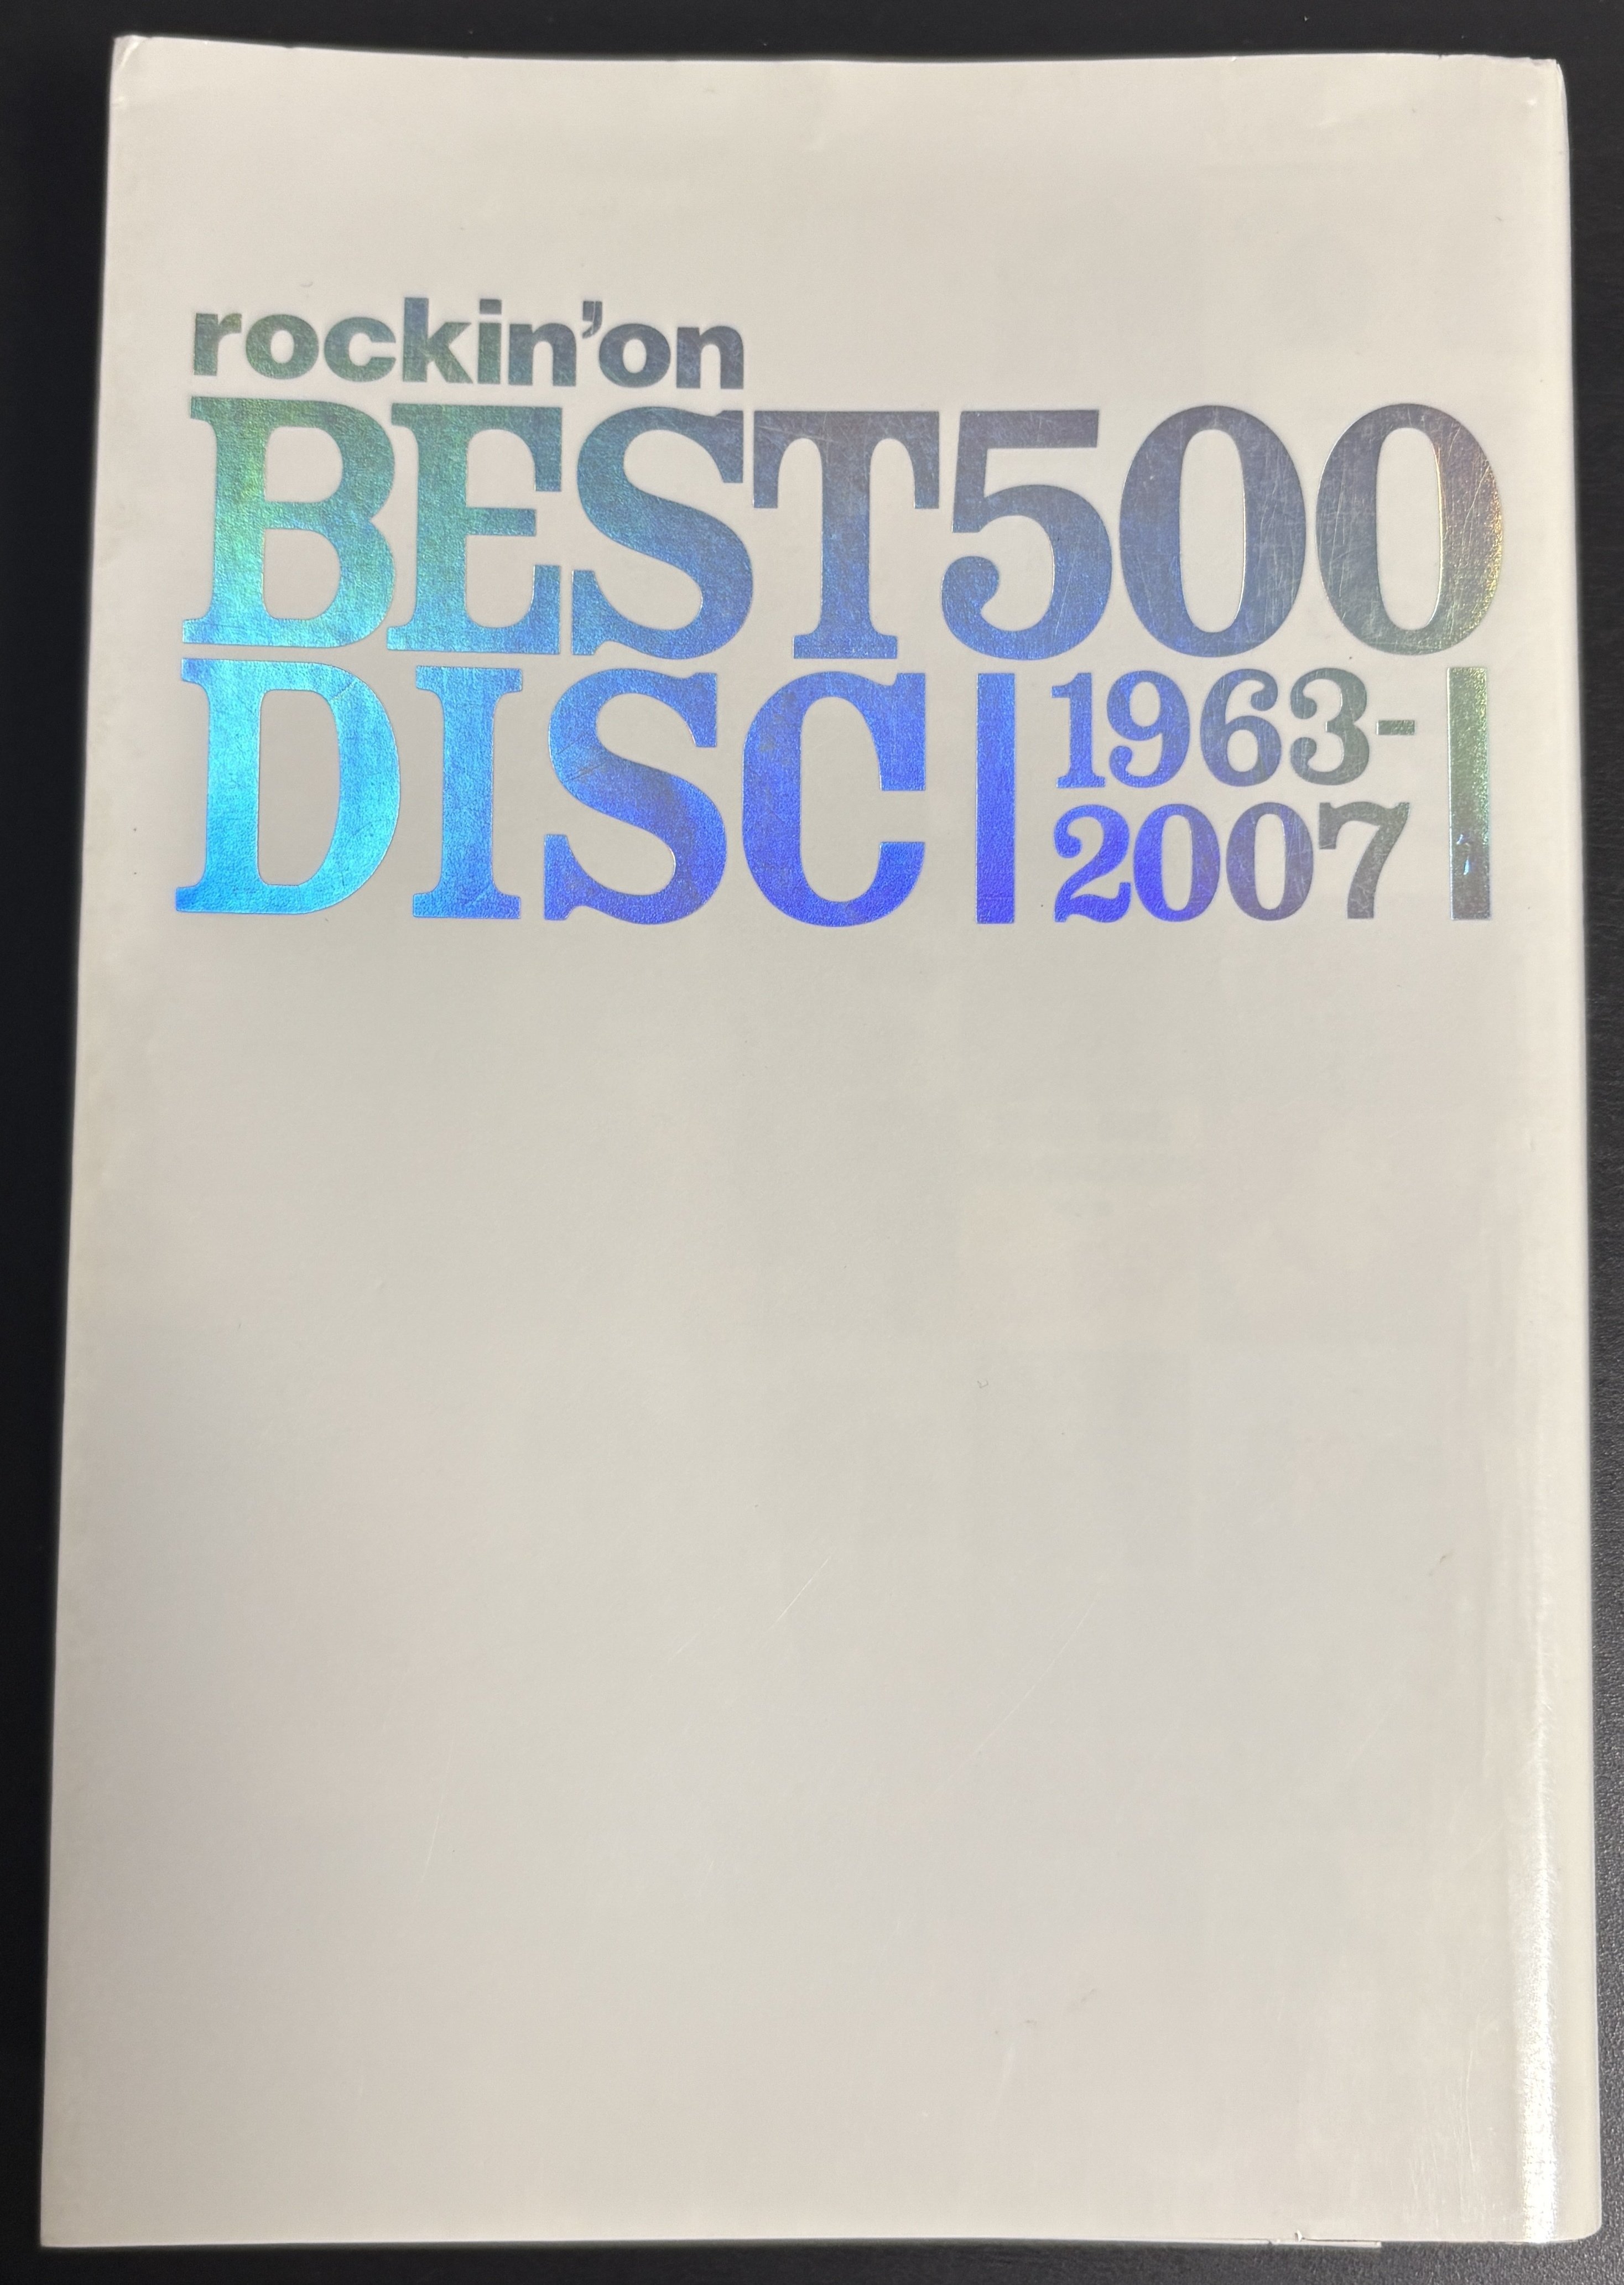 rockin'on
BEST500
DISC | 1963-
2007 |